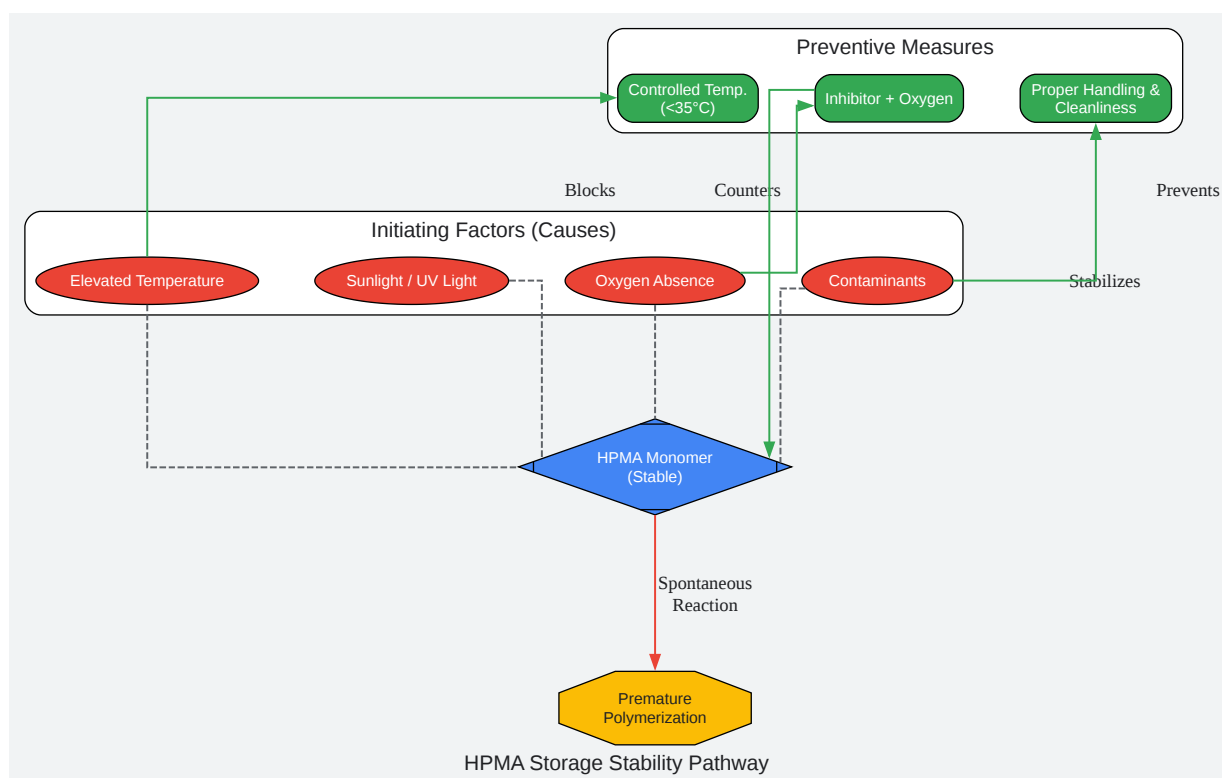 Preventive Measures
Controlled Temp.
(<35°C)
Inhibitor + Oxygen
Proper Handling &
Cleanliness
Blocks
Counters
Prevents
Initiating Factors (Causes)
Elevated Temperature
Sunlight / UV Light
Oxygen Absence
Contaminants
Stabilizes
HPMA Monomer
(Stable)
Spontaneous
Reaction
Premature
Polymerization
HPMA Storage Stability Pathway